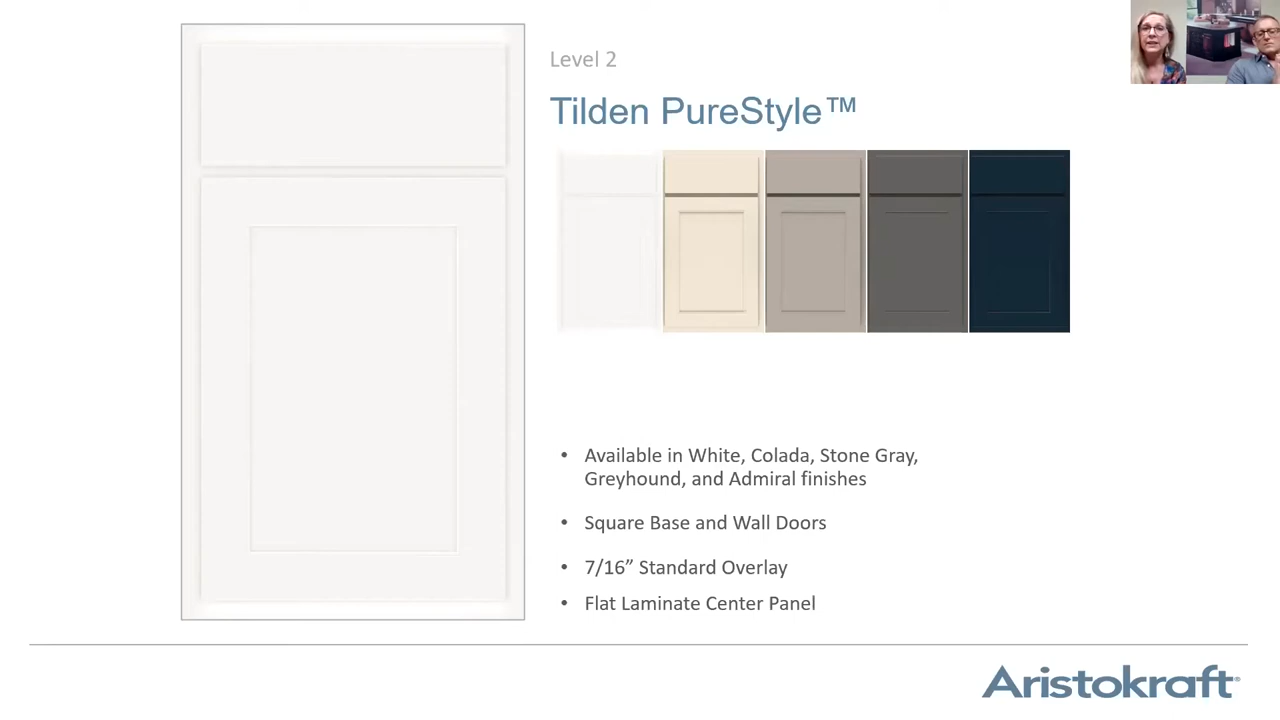 Level 2
Tilden PureStyle™
• Available in White, Colada, Stone Gray,
Greyhound, and Admiral finishes
• Square Base and Wall Doors
• 7/16” Standard Overlay
• Flat Laminate Center Panel
Aristokraft